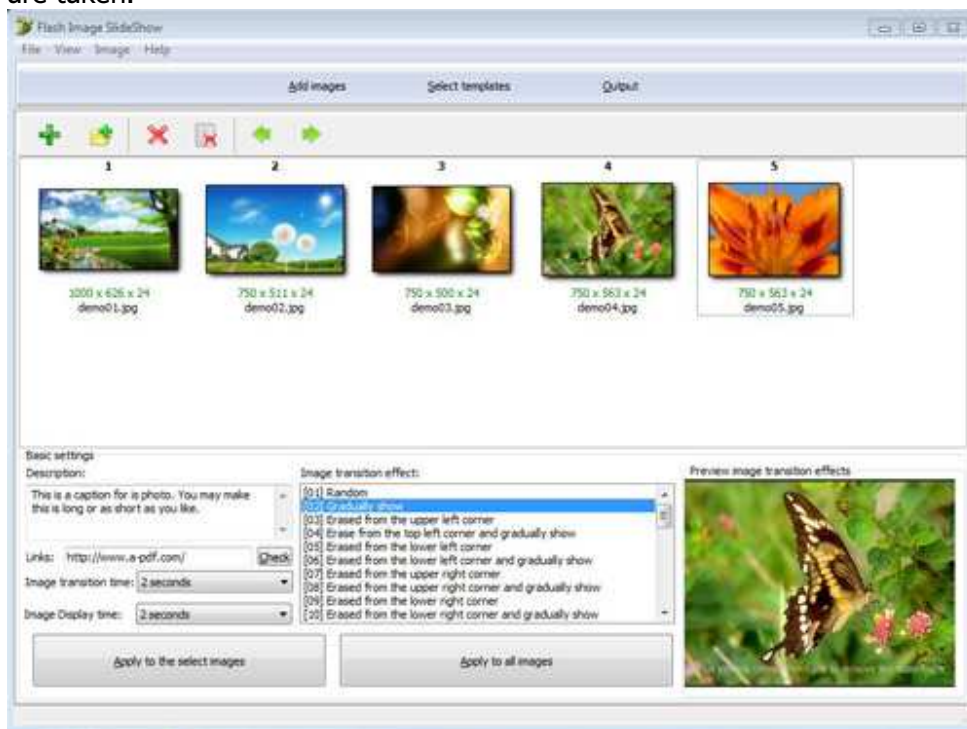 are taken.
Flash Image SlideShow
File View Image Help
Add images Select templates Output
1 2 3 4 5
1000 x 626 x 24 750 x 511 x 24 750 x 500 x 24 750 x 563 x 24 750 x 563 x 24
demo01.jpg demo02.jpg demo03.jpg demo04.jpg demo05.jpg
Basic settings
Description:
This is a caption for is photo. You may make
this is long or as short as you like.
Links: http://www.a-pdf.com/ Check
Image transition time: 2 seconds
Image Display time: 2 seconds
Image transition effect:
[01] Random
[02] Gradually show
[03] Erased from the upper left corner
[04] Erase from the top left corner and gradually show
[05] Erased from the lower left corner
[06] Erased from the lower left corner and gradually show
[07] Erased from the upper right corner
[08] Erased from the upper right corner and gradually show
[09] Erased from the lower right corner
[10] Erased from the lower right corner and gradually show
Preview image transition effects
Apply to the select images Apply to all images